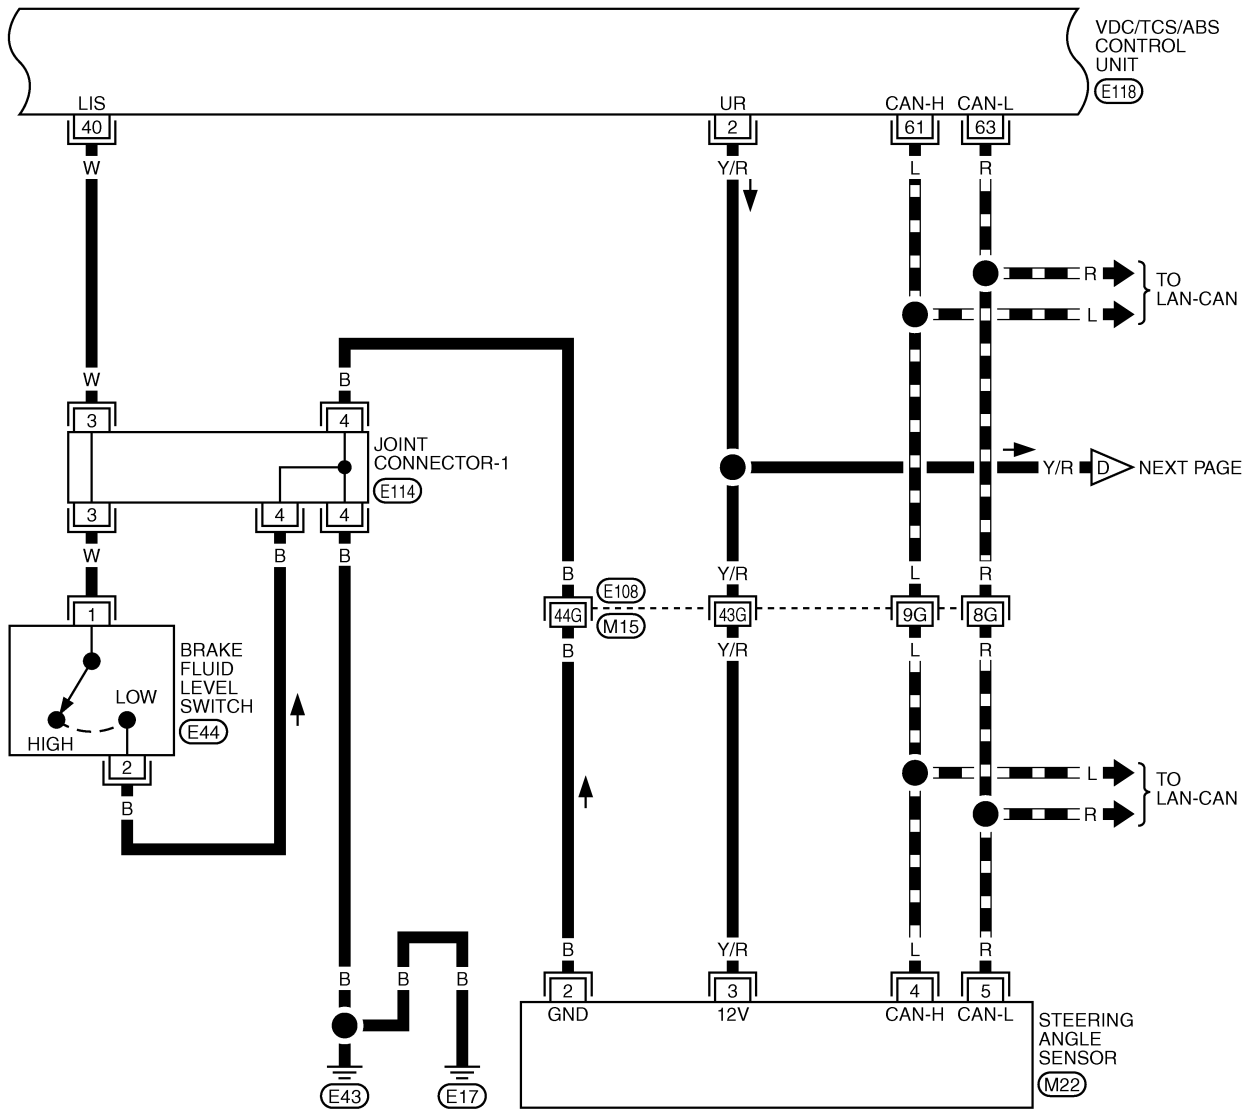 VDC/TCS/ABS
CONTROL
UNIT
E118
LIS
UR
CAN-H
CAN-L
40
2
61
63
W
Y/R
L
R
R
TO
LAN-CAN
L
W
B
3
4
JOINT
CONNECTOR-1
E114
Y/R
D
NEXT PAGE
3
4
4
W
B
B
B
Y/R
L
R
E108
1
44G
43G
9G
8G
M15
BRAKE
FLUID
LEVEL
SWITCH
E44
B
Y/R
L
R
LOW
HIGH
2
B
L
TO
LAN-CAN
R
B
Y/R
L
R
B
B
B
2
3
4
5
GND
12V
CAN-H
CAN-L
STEERING
ANGLE
SENSOR
M22
E43
E17